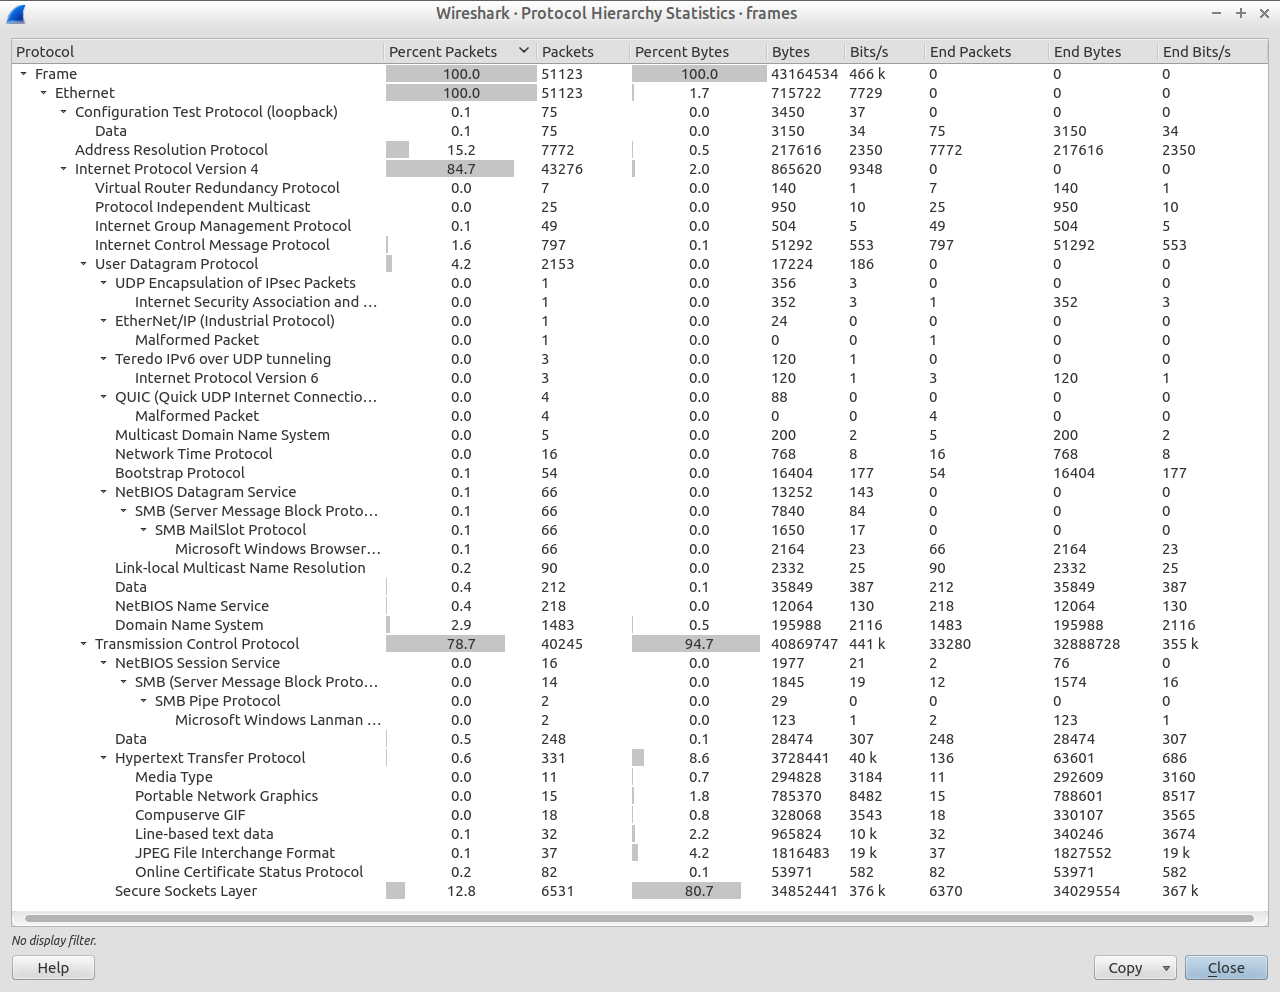 Wireshark · Protocol Hierarchy Statistics · frames
Protocol Percent Packets Packets Percent Bytes Bytes Bits/s End Packets End Bytes End Bits/s
Frame 100.0 51123 100.0 43164534 466 k 0 0 0
Ethernet 100.0 51123 1.7 715722 7729 0 0 0
Configuration Test Protocol (loopback) 0.1 75 0.0 3450 37 0 0 0
Data 0.1 75 0.0 3150 34 75 3150 34
Address Resolution Protocol 15.2 7772 0.5 217616 2350 7772 217616 2350
Internet Protocol Version 4 84.7 43276 2.0 865620 9348 0 0 0
Virtual Router Redundancy Protocol 0.0 7 0.0 140 1 7 140 1
Protocol Independent Multicast 0.0 25 0.0 950 10 25 950 10
Internet Group Management Protocol 0.1 49 0.0 504 5 49 504 5
Internet Control Message Protocol 1.6 797 0.1 51292 553 797 51292 553
User Datagram Protocol 4.2 2153 0.0 17224 186 0 0 0
UDP Encapsulation of IPsec Packets 0.0 1 0.0 356 3 0 0 0
Internet Security Association and ... 0.0 1 0.0 352 3 1 352 3
EtherNet/IP (Industrial Protocol) 0.0 1 0.0 24 0 0 0 0
Malformed Packet 0.0 1 0.0 0 0 1 0 0
Teredo IPv6 over UDP tunneling 0.0 3 0.0 120 1 0 0 0
Internet Protocol Version 6 0.0 3 0.0 120 1 3 120 1
QUIC (Quick UDP Internet Connectio... 0.0 4 0.0 88 0 0 0 0
Malformed Packet 0.0 4 0.0 0 0 4 0 0
Multicast Domain Name System 0.0 5 0.0 200 2 5 200 2
Network Time Protocol 0.0 16 0.0 768 8 16 768 8
Bootstrap Protocol 0.1 54 0.0 16404 177 54 16404 177
NetBIOS Datagram Service 0.1 66 0.0 13252 143 0 0 0
SMB (Server Message Block Proto... 0.1 66 0.0 7840 84 0 0 0
SMB MailSlot Protocol 0.1 66 0.0 1650 17 0 0 0
Microsoft Windows Browser... 0.1 66 0.0 2164 23 66 2164 23
Link-local Multicast Name Resolution 0.2 90 0.0 2332 25 90 2332 25
Data 0.4 212 0.1 35849 387 212 35849 387
NetBIOS Name Service 0.4 218 0.0 12064 130 218 12064 130
Domain Name System 2.9 1483 0.5 195988 2116 1483 195988 2116
Transmission Control Protocol 78.7 40245 94.7 40869747 441 k 33280 32888728 355 k
NetBIOS Session Service 0.0 16 0.0 1977 21 2 76 0
SMB (Server Message Block Proto... 0.0 14 0.0 1845 19 12 1574 16
SMB Pipe Protocol 0.0 2 0.0 29 0 0 0 0
Microsoft Windows Lanman ... 0.0 2 0.0 123 1 2 123 1
Data 0.5 248 0.1 28474 307 248 28474 307
Hypertext Transfer Protocol 0.6 331 8.6 3728441 40 k 136 63601 686
Media Type 0.0 11 0.7 294828 3184 11 292609 3160
Portable Network Graphics 0.0 15 1.8 785370 8482 15 788601 8517
Compuserve GIF 0.0 18 0.8 328068 3543 18 330107 3565
Line-based text data 0.1 32 2.2 965824 10 k 32 340246 3674
JPEG File Interchange Format 0.1 37 4.2 1816483 19 k 37 1827552 19 k
Online Certificate Status Protocol 0.2 82 0.1 53971 582 82 53971 582
Secure Sockets Layer 12.8 6531 80.7 34852441 376 k 6370 34029554 367 k
No display filter.
Help Copy Close